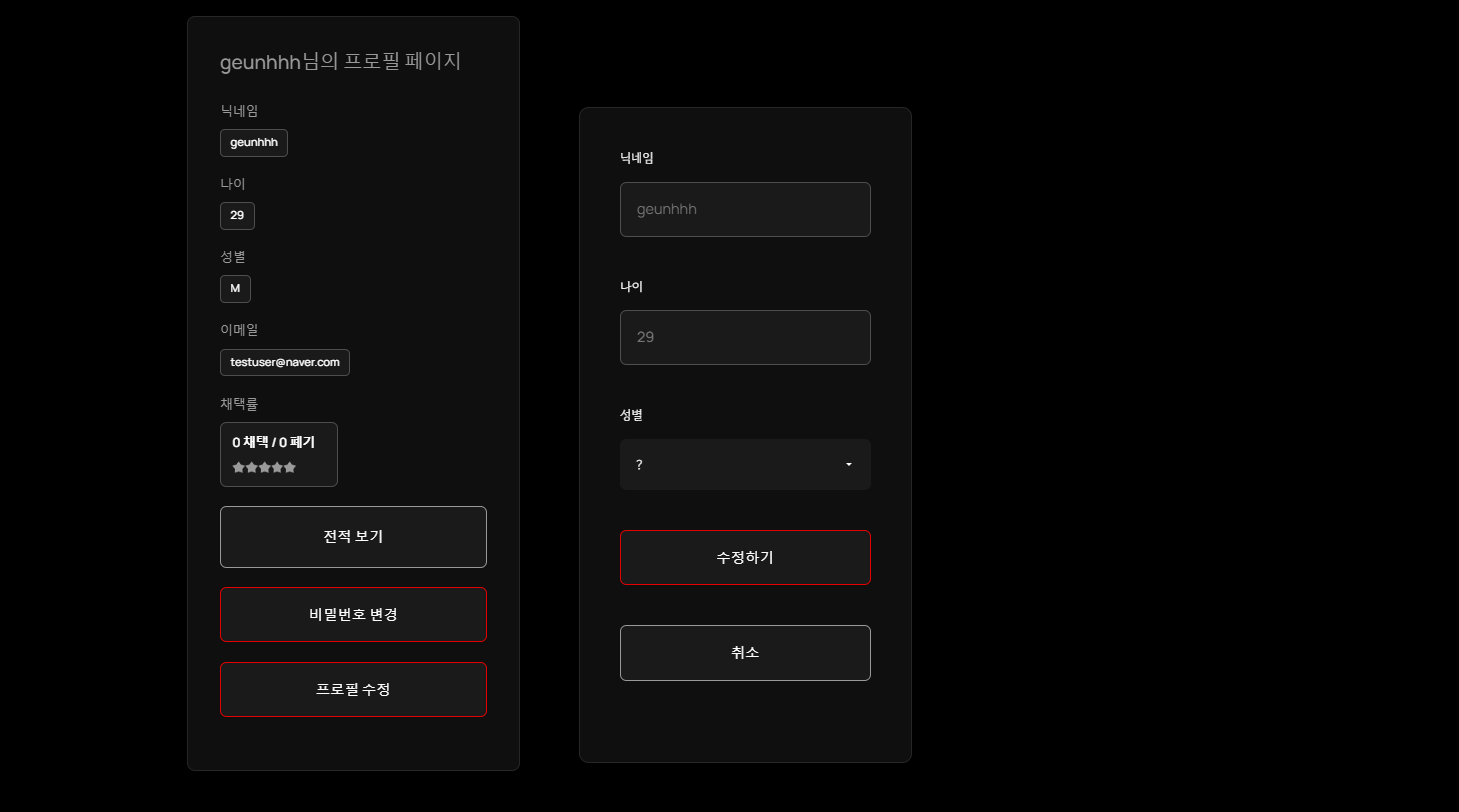 geunhhh님의 프로필 페이지
닉네임
geunhhh
나이
29
성별
M
이메일
testuser@naver.com
채택률
0 채택 / 0 폐기
전적 보기
비밀번호 변경
프로필 수정
닉네임
geunhhh
나이
29
성별
?
수정하기
취소